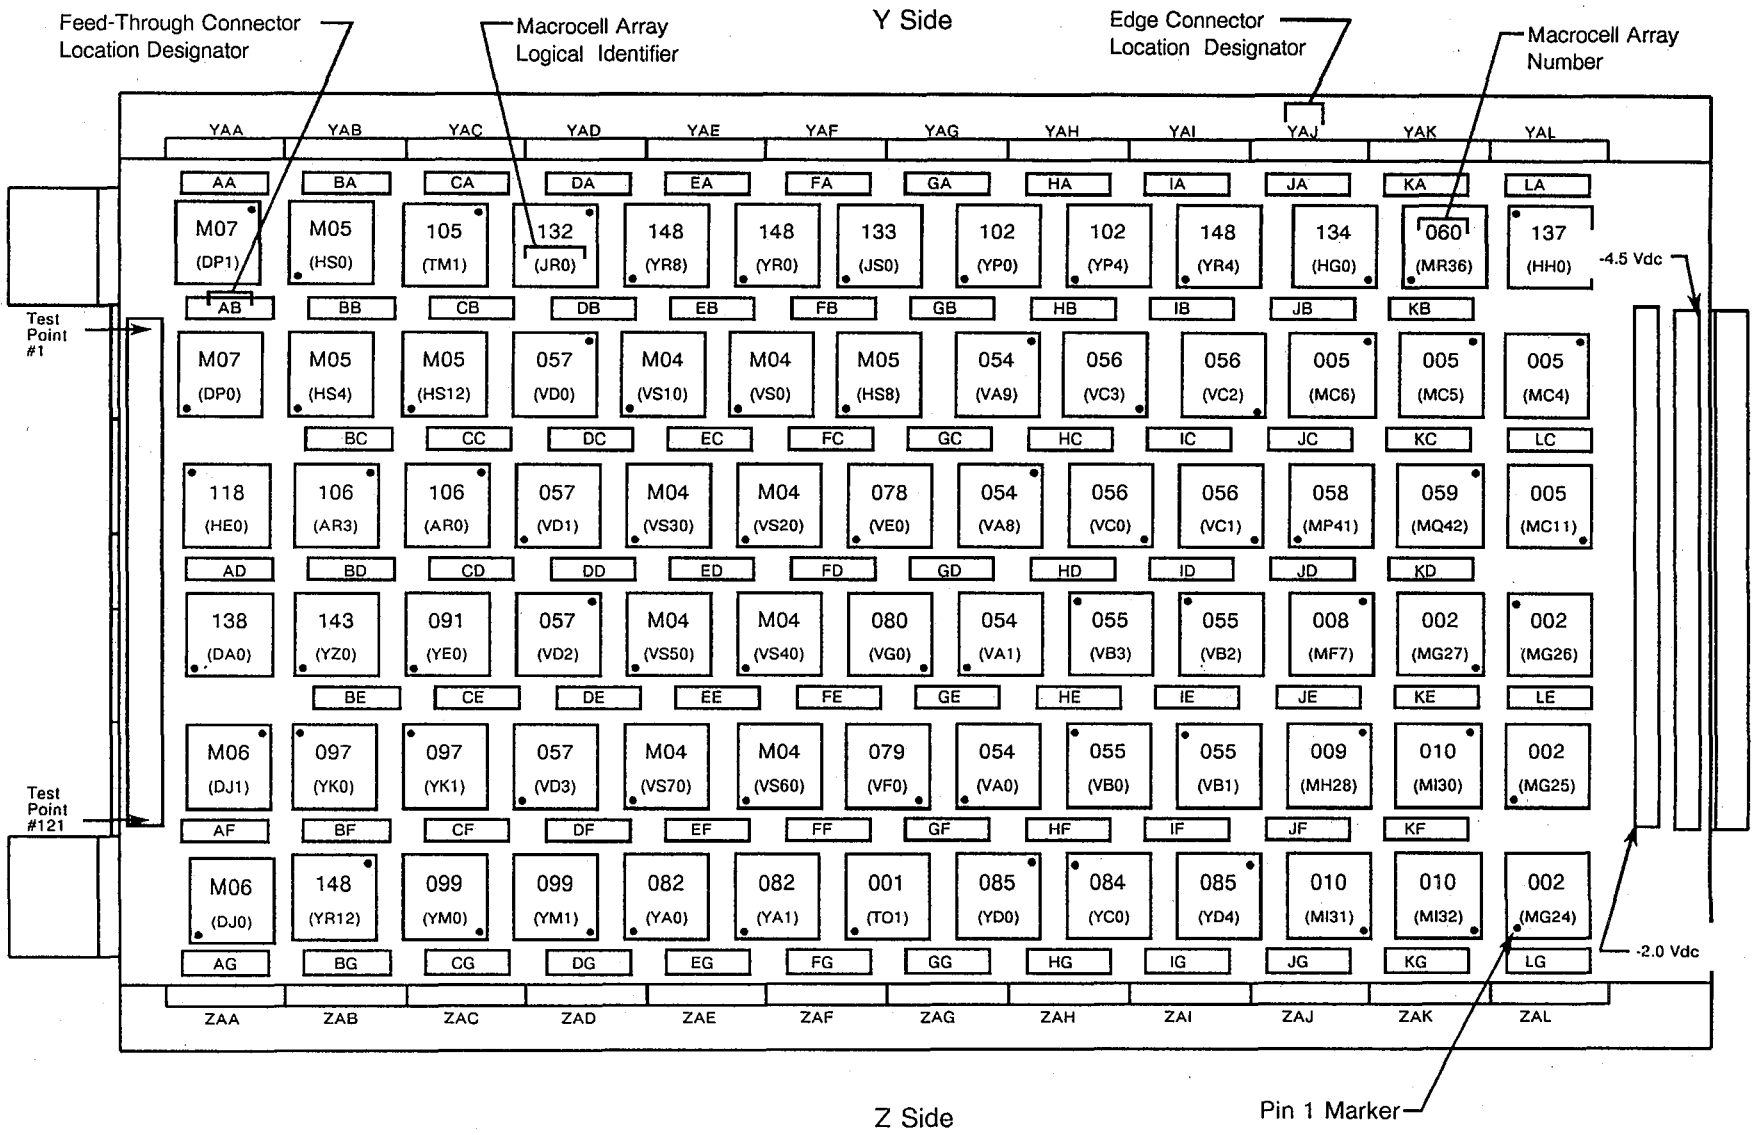 Y Side
Feed-Through Connector
Location Designator
Macrocell Array
Logical Identifier
Edge Connector
Location Designator
Macrocell Array
Number
YAA YAB YAC YAD YAE YAF YAG YAH YAI YAJ YAK YAL
AA BA CA DA EA FA GA HA IA JA KA LA
M07 M05 105 132 148 148 133 102 102 148 134 060 137
(DP1) (HS0) (TM1) (JR0) (YR8) (YR0) (JS0) (YP0) (YP4) (YR4) (HG0) (MR36) (HH0)
-4.5 Vdc
AB BB CB DB EB FB GB HB IB JB KB
Test
Point
#1
M07 M05 M05 057 M04 M04 M05 054 056 056 005 005 005
(DP0) (HS4) (HS12) (VD0) (VS10) (VS0) (HS8) (VA9) (VC3) (VC2) (MC6) (MC5) (MC4)
BC CC DC EC FC GC HC IC JC KC LC
118 106 106 057 M04 M04 078 054 056 056 058 059 005
(HE0) (AR3) (AR0) (VD1) (VS30) (VS20) (VE0) (VA8) (VC0) (VC1) (MP41) (MQ42) (MC11)
AD BD CD DD ED FD GD HD ID JD KD
138 143 091 057 M04 M04 080 054 055 055 008 002 002
(DA0) (YZ0) (YE0) (VD2) (VS50) (VS40) (VG0) (VA1) (VB3) (VB2) (MF7) (MG27) (MG26)
BE CE DE EE FE GE HE IE JE KE LE
M06 097 097 057 M04 M04 079 054 055 055 009 010 002
(DJ1) (YK0) (YK1) (VD3) (VS70) (VS60) (VF0) (VA0) (VB0) (VB1) (MH28) (MI30) (MG25)
Test
Point
#121
AF BF CF DF EF FF GF HF IF JF KF
M06 148 099 099 082 082 001 085 084 085 010 010 002
(DJ0) (YR12) (YM0) (YM1) (YA0) (YA1) (TO1) (YD0) (YC0) (YD4) (MI31) (MI32) (MG24)
-2.0 Vdc
AG BG CG DG EG FG GG HG IG JG KG LG
ZAA ZAB ZAC ZAD ZAE ZAF ZAG ZAH ZAI ZAJ ZAK ZAL
Pin 1 Marker
Z Side